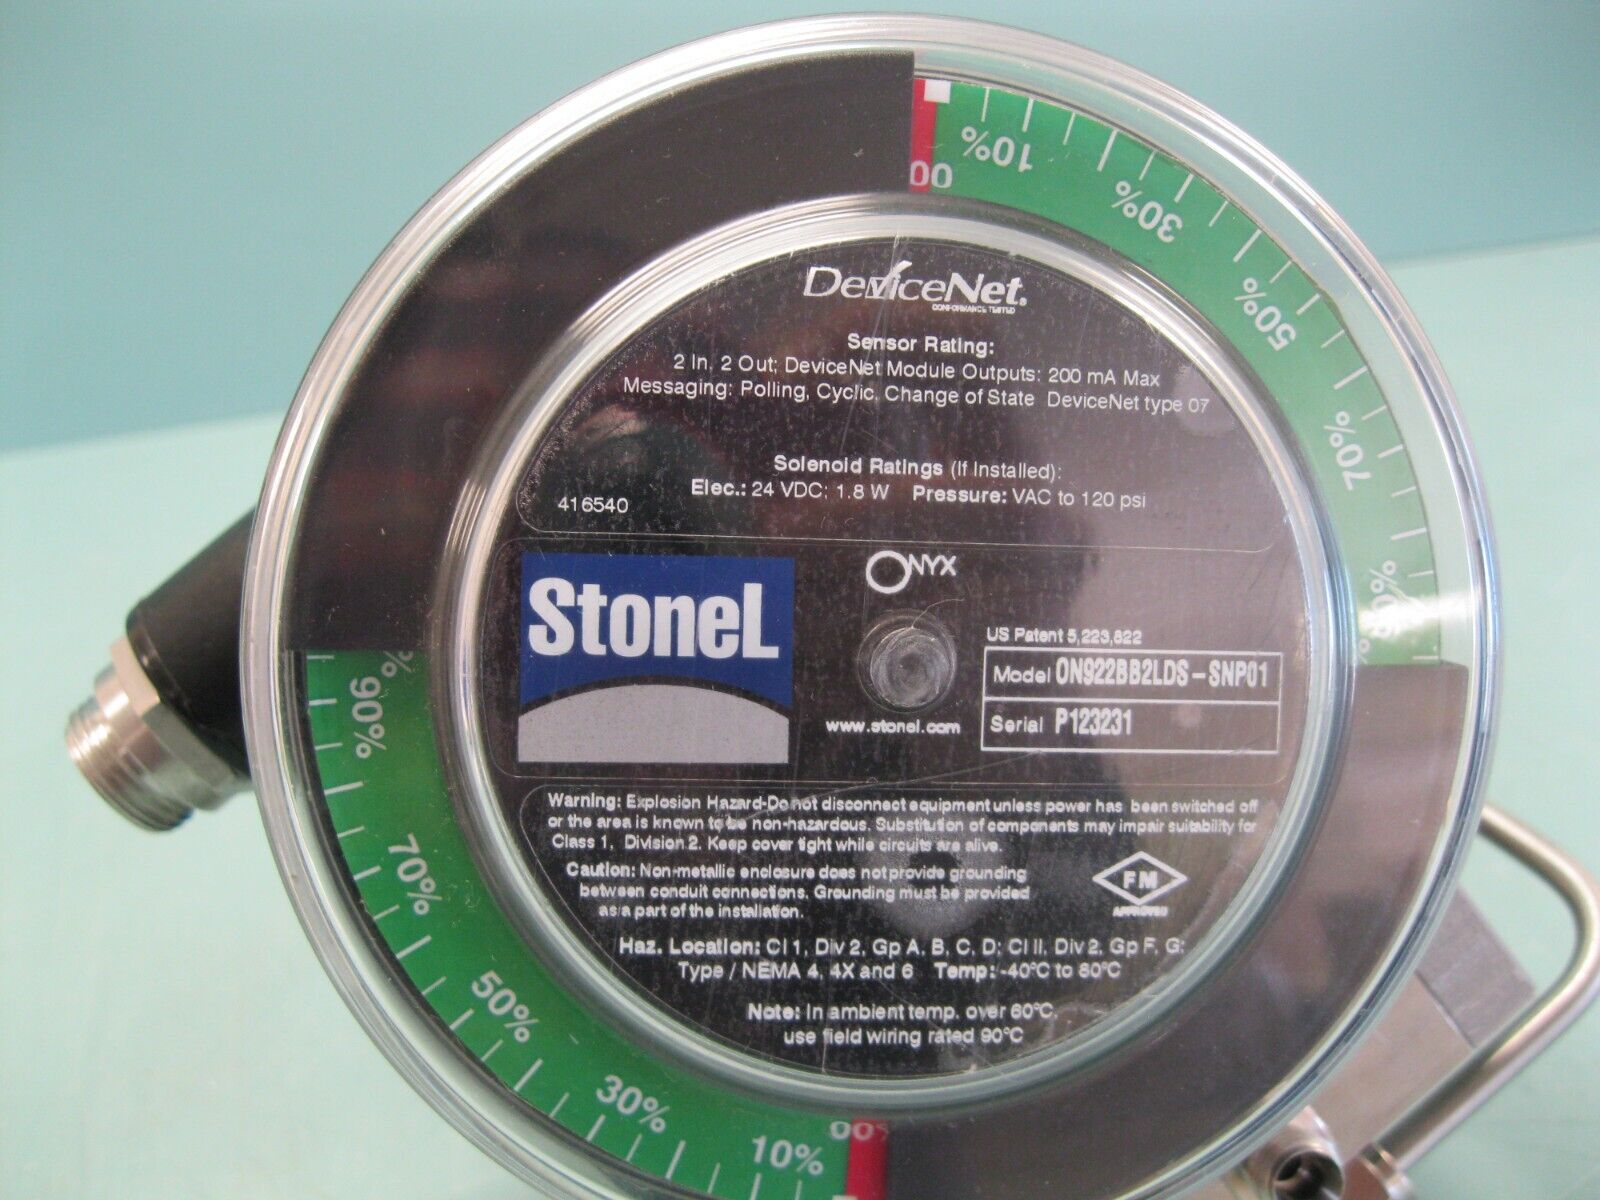 00
10%
30%
50%
70%
90%
DeviceNet®
CONFORMANCE TESTED
Sensor Rating:
2 In, 2 Out; DeviceNet Module Outputs: 200 mA Max
Messaging: Polling, Cyclic, Change of State DeviceNet type 07
Solenoid Ratings (If Installed):
Elec.: 24 VDC; 1.8 W Pressure: VAC to 120 psi
416540
StoneL
ONYX
www.stonel.com
US Patent 5,223,822
Model ON922BB2LDS-SNP01
Serial P123231
Warning: Explosion Hazard-Do not disconnect equipment unless power has been switched off
or the area is known to be non-hazardous. Substitution of components may impair suitability for
Class 1, Division 2. Keep cover tight while circuits are alive.
Caution: Non-metallic enclosure does not provide grounding
between conduit connections. Grounding must be provided
as a part of the installation.
FM
APPROVED
Haz. Location: Cl 1, Div 2, Gp A, B, C, D; Cl II, Div 2, Gp F, G;
Type / NEMA 4, 4X and 6 Temp: -40°C to 80°C
Note: In ambient temp. over 60°C,
use field wiring rated 90°C
%
90%
70%
50%
30%
10%
00